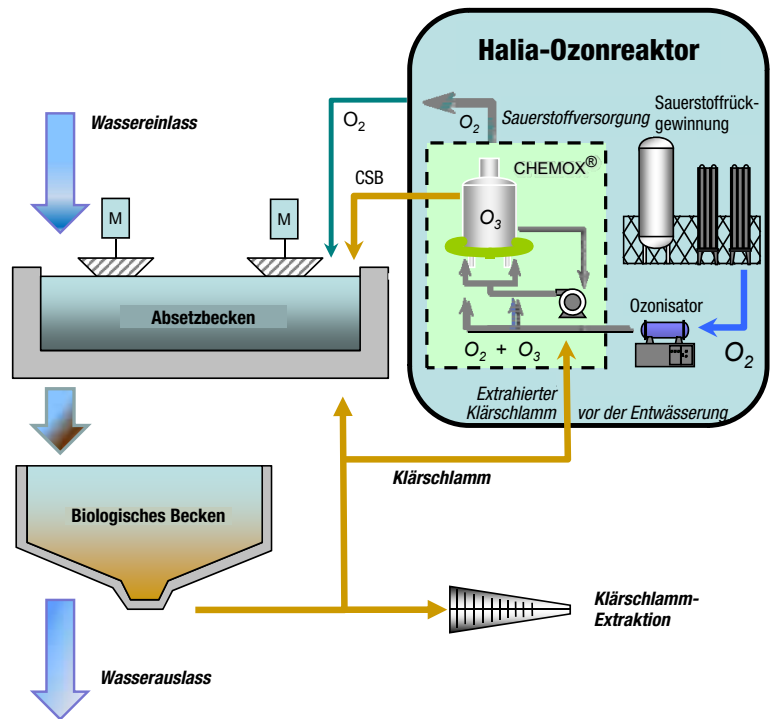 Halia-Ozonreaktor
Wassereinlass
O₂
O₂
Sauerstoffversorgung
Sauerstoffrück-
gewinnung
CHEMOX®
CSB
M
M
O₃
Absetzbecken
Ozonisator
O₂ + O₃
O₂
Extrahierter
Klärschlamm vor der Entwässerung
Klärschlamm
Biologisches Becken
Klärschlamm-
Extraktion
Wasserauslass